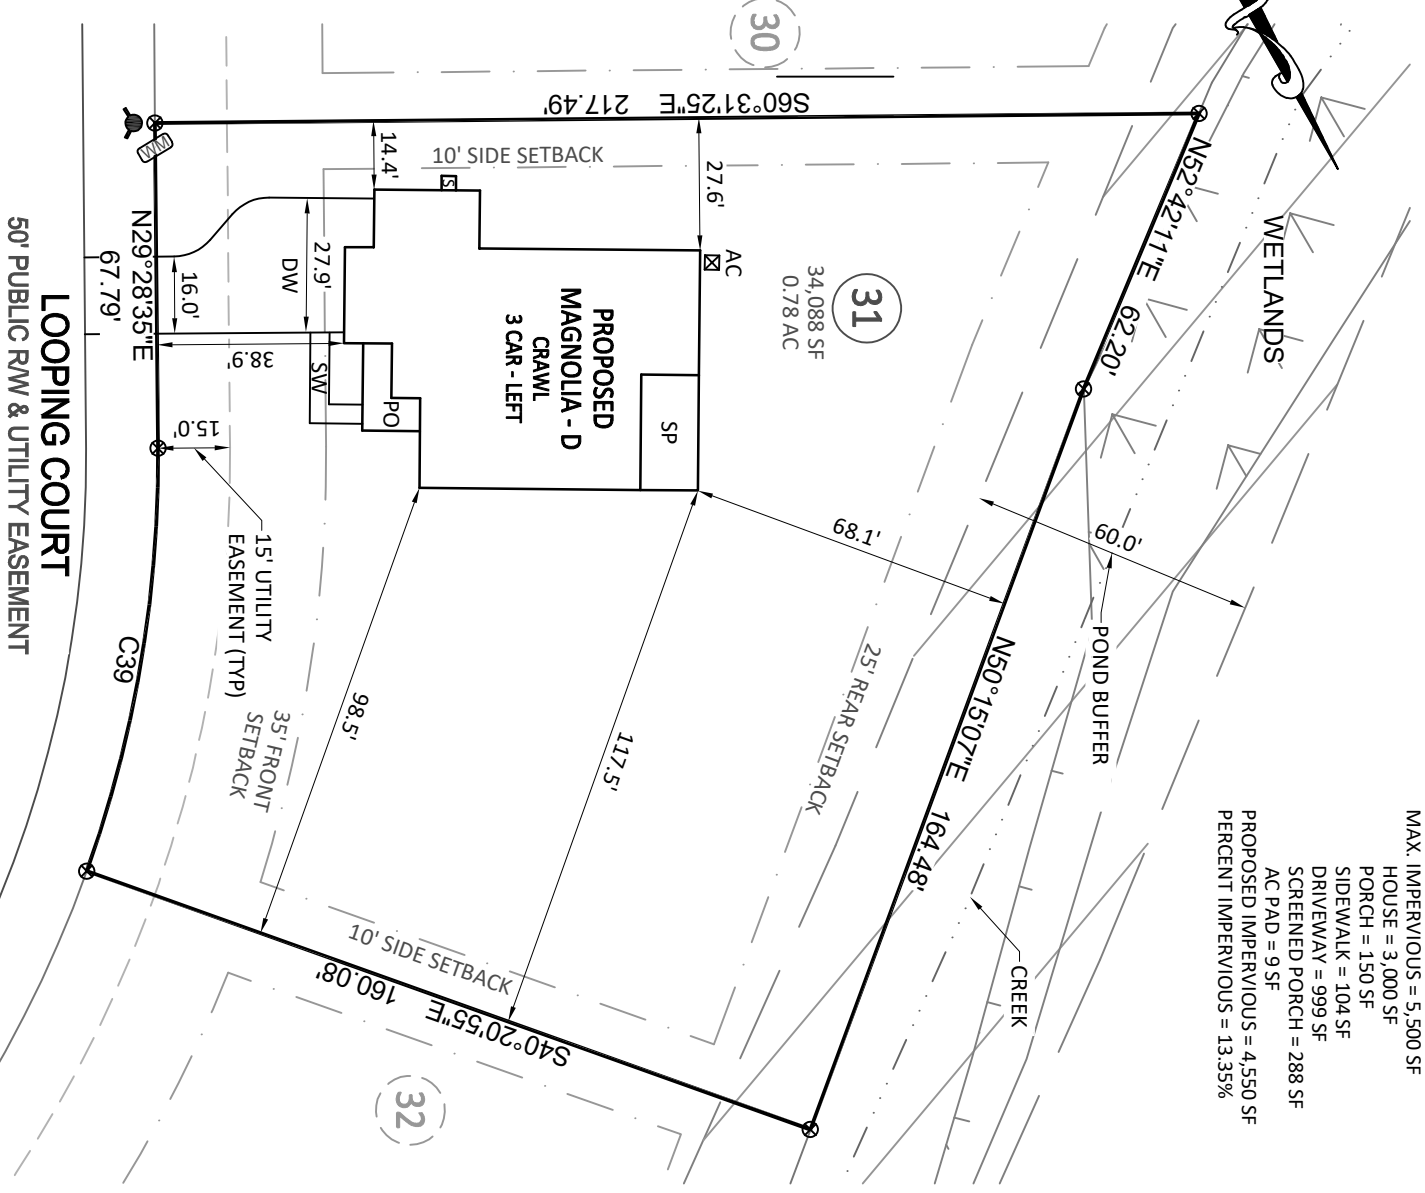 MAX. IMPERVIOUS = 5,500 SF
HOUSE = 3,000 SF
PORCH = 150 SF
SIDEWALK = 104 SF
DRIVEWAY = 999 SF
SCREENED PORCH = 288 SF
AC PAD = 9 SF
PROPOSED IMPERVIOUS = 4,550 SF
PERCENT IMPERVIOUS = 13.35%
WETLANDS
N52°42'11"E 62.20'
60.0'
POND BUFFER
CREEK
N50°15'07"E 164.48'
25' REAR SETBACK
68.1'
31
34,088 SF
0.78 AC
30
S60°31'25"E 217.49'
10' SIDE SETBACK
27.6'
14.4'
AC
S
SP
PROPOSED
MAGNOLIA - D
CRAWL
3 CAR - LEFT
PO
SW
27.9'
DW
16.0'
38.9'
15.0'
15' UTILITY
EASEMENT (TYP)
35' FRONT
SETBACK
98.5'
117.5'
10' SIDE SETBACK
S40°20'55"E
160.08'
32
WM
N29°28'35"E
67.79'
C39
LOOPING COURT
50' PUBLIC R/W & UTILITY EASEMENT